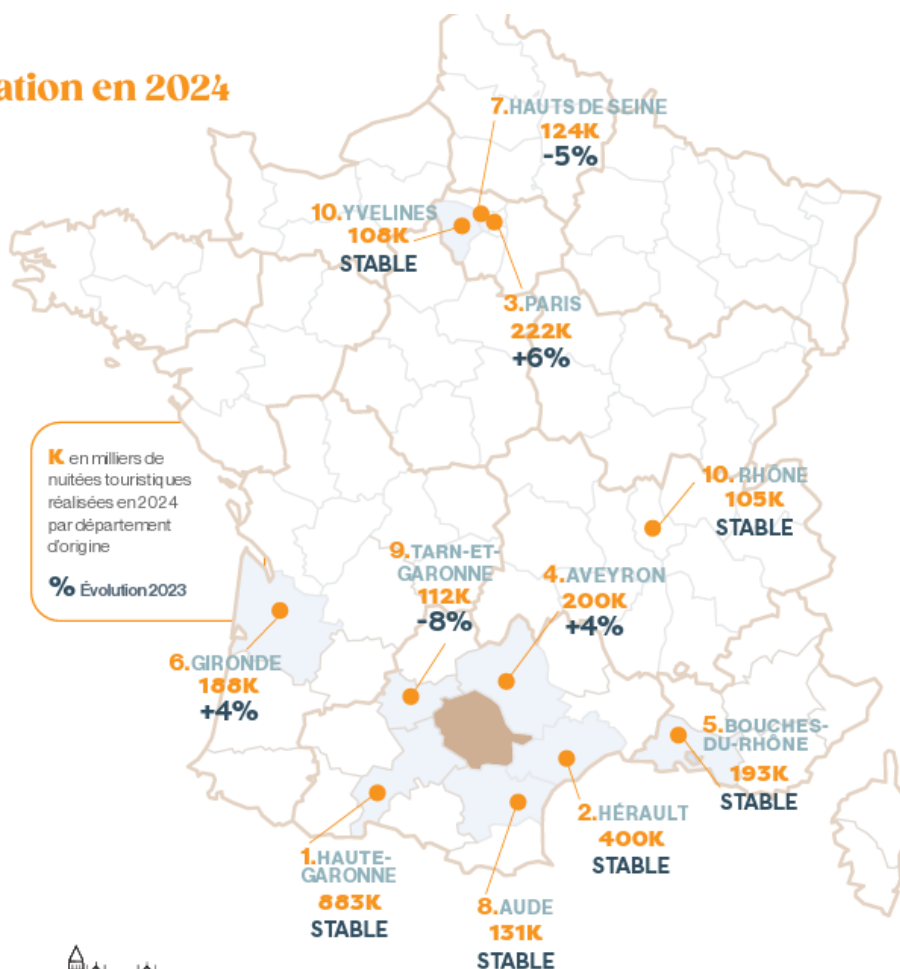 ation en 2024
7.HAUTS DE SEINE
124K
-5%
10.YVELINES
108K
STABLE
3.PARIS
222K
+6%
K en milliers de
nuitées touristiques
réalisées en 2024
par département
d'origine
% Évolution 2023
10. RHÔNE
105K
STABLE
9.TARN-ET-
GARONNE
112K
-8%
4.AVEYRON
200K
+4%
6.GIRONDE
188K
+4%
5.BOUCHES-
DU-RHÔNE
193K
STABLE
2.HÉRAULT
400K
STABLE
1.HAUTE-
GARONNE
883K
STABLE
8.AUDE
131K
STABLE